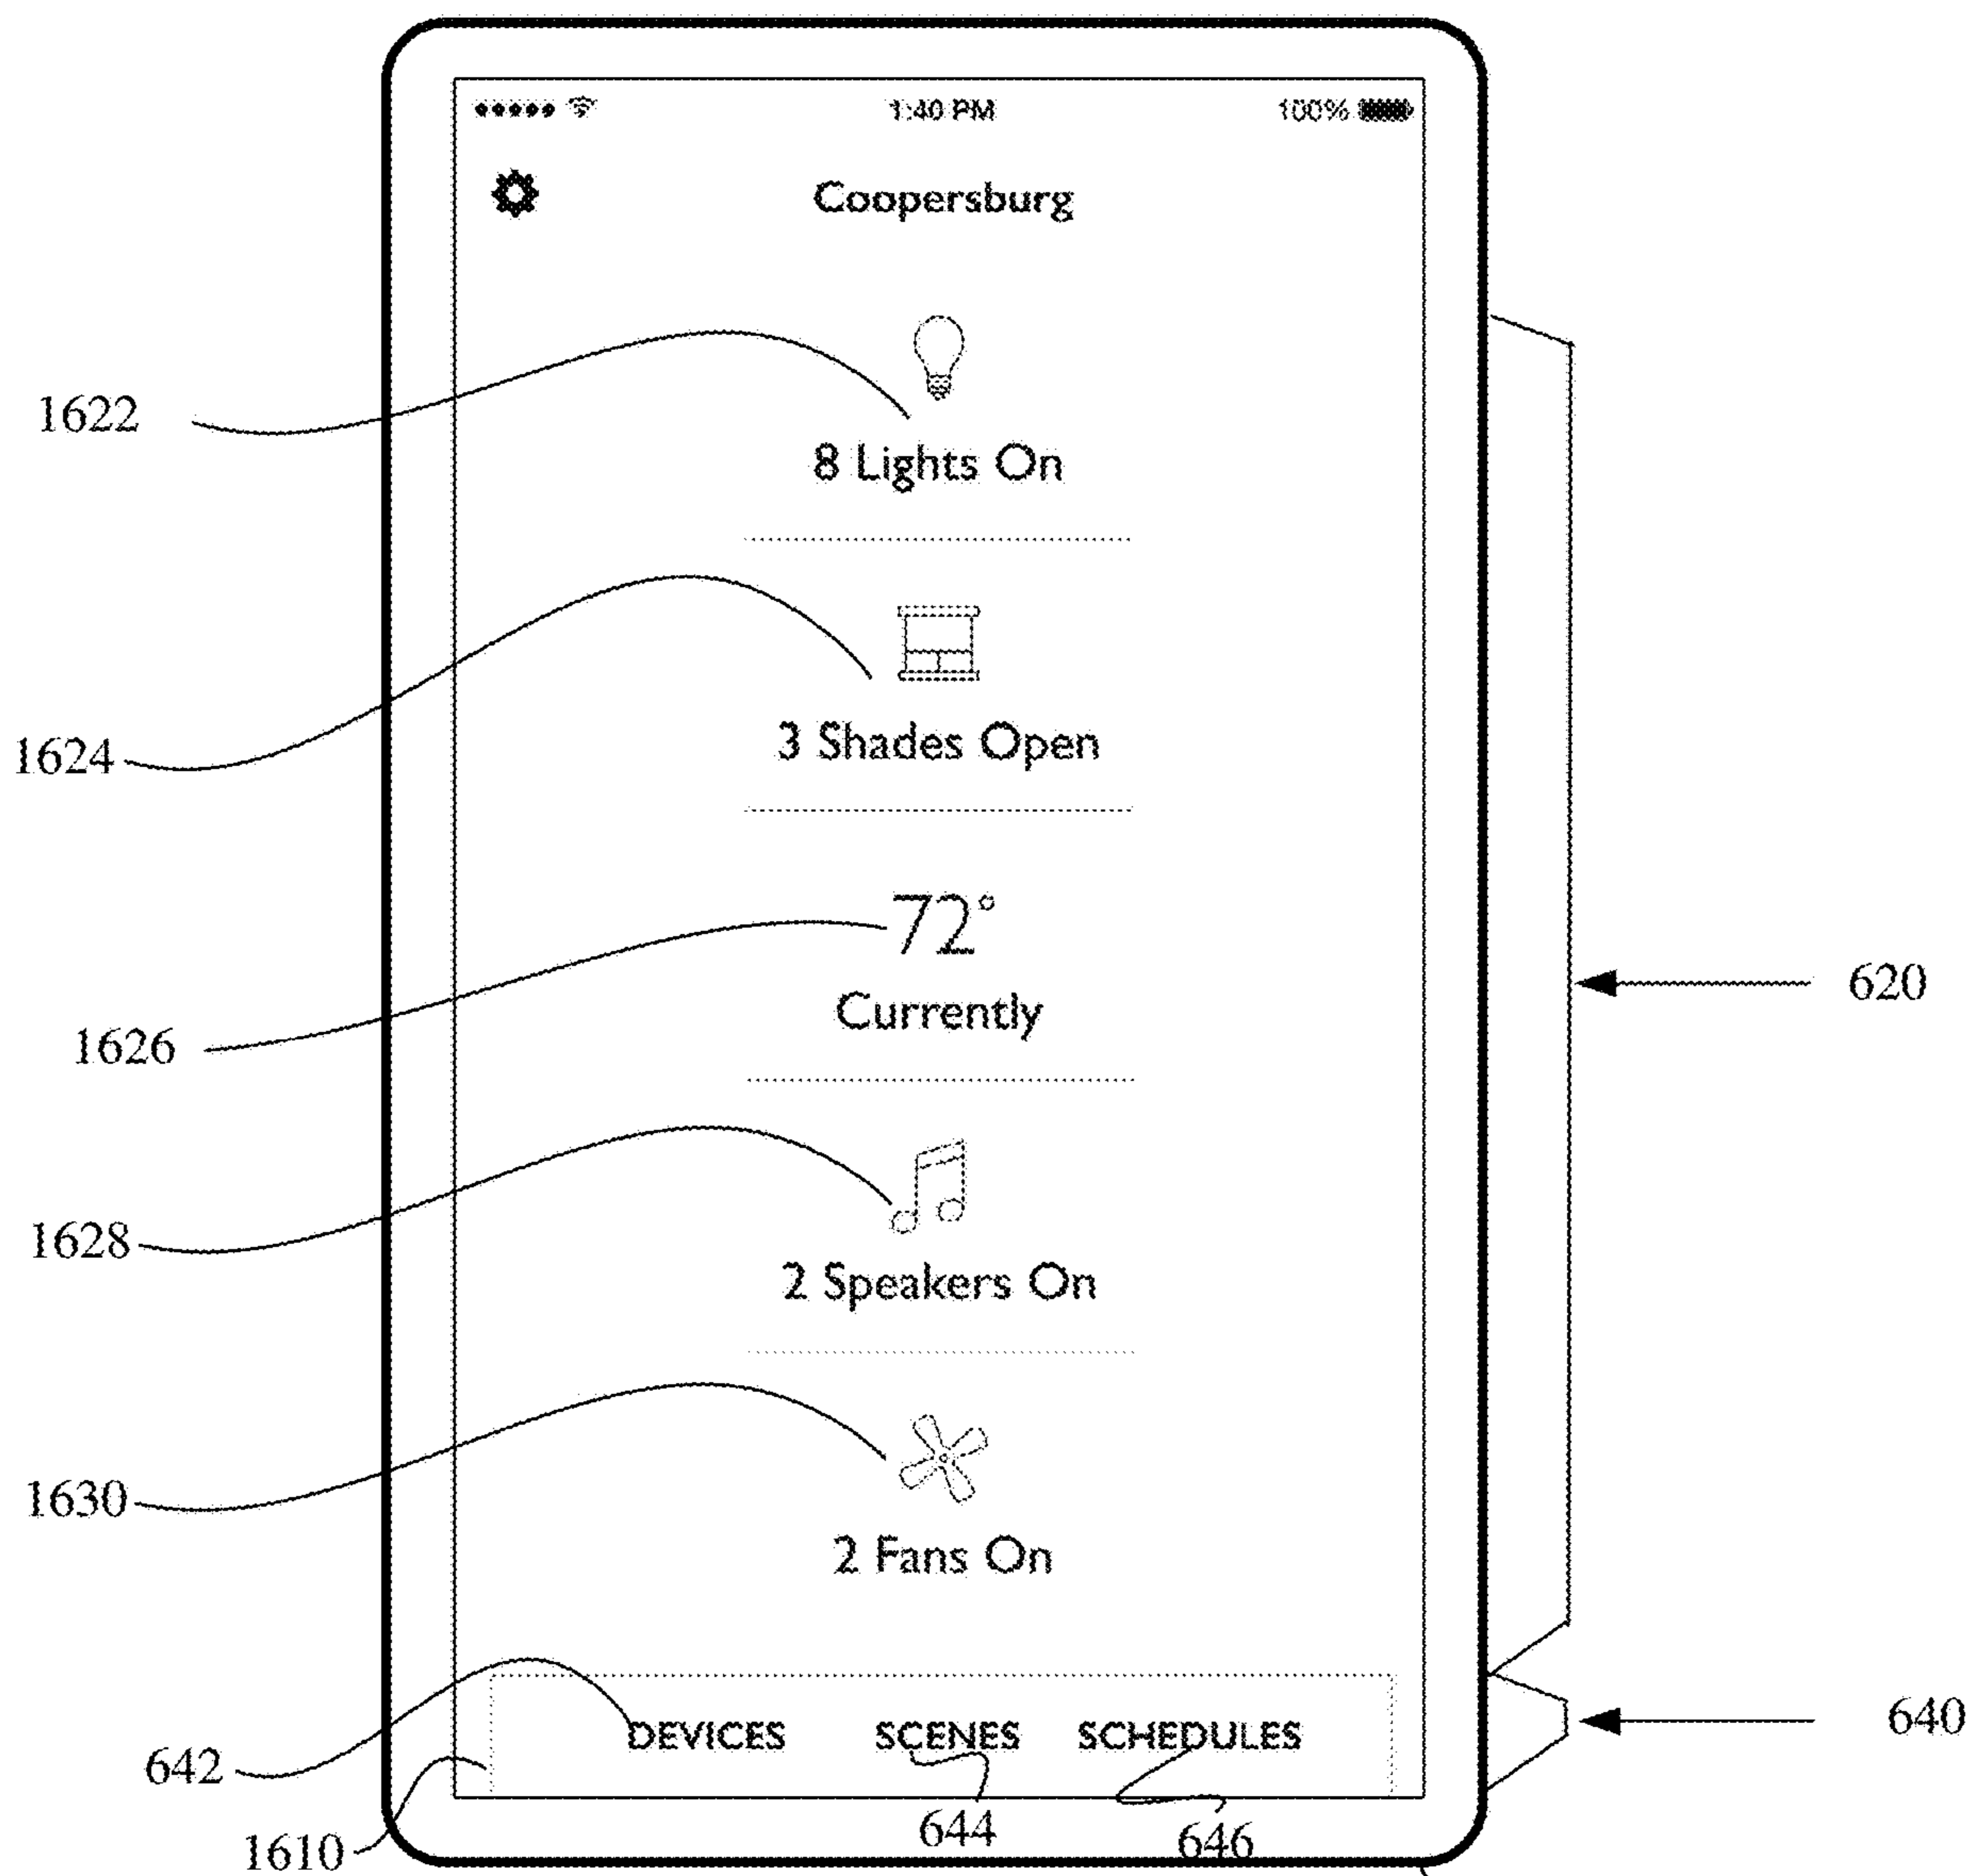 1:40 PM 100%
Coopersburg
1622
8 Lights On
1624
3 Shades Open
72°
620
Currently
1626
1628
2 Speakers On
1630
2 Fans On
DEVICES SCENES SCHEDULES
640
642
644
646
1610